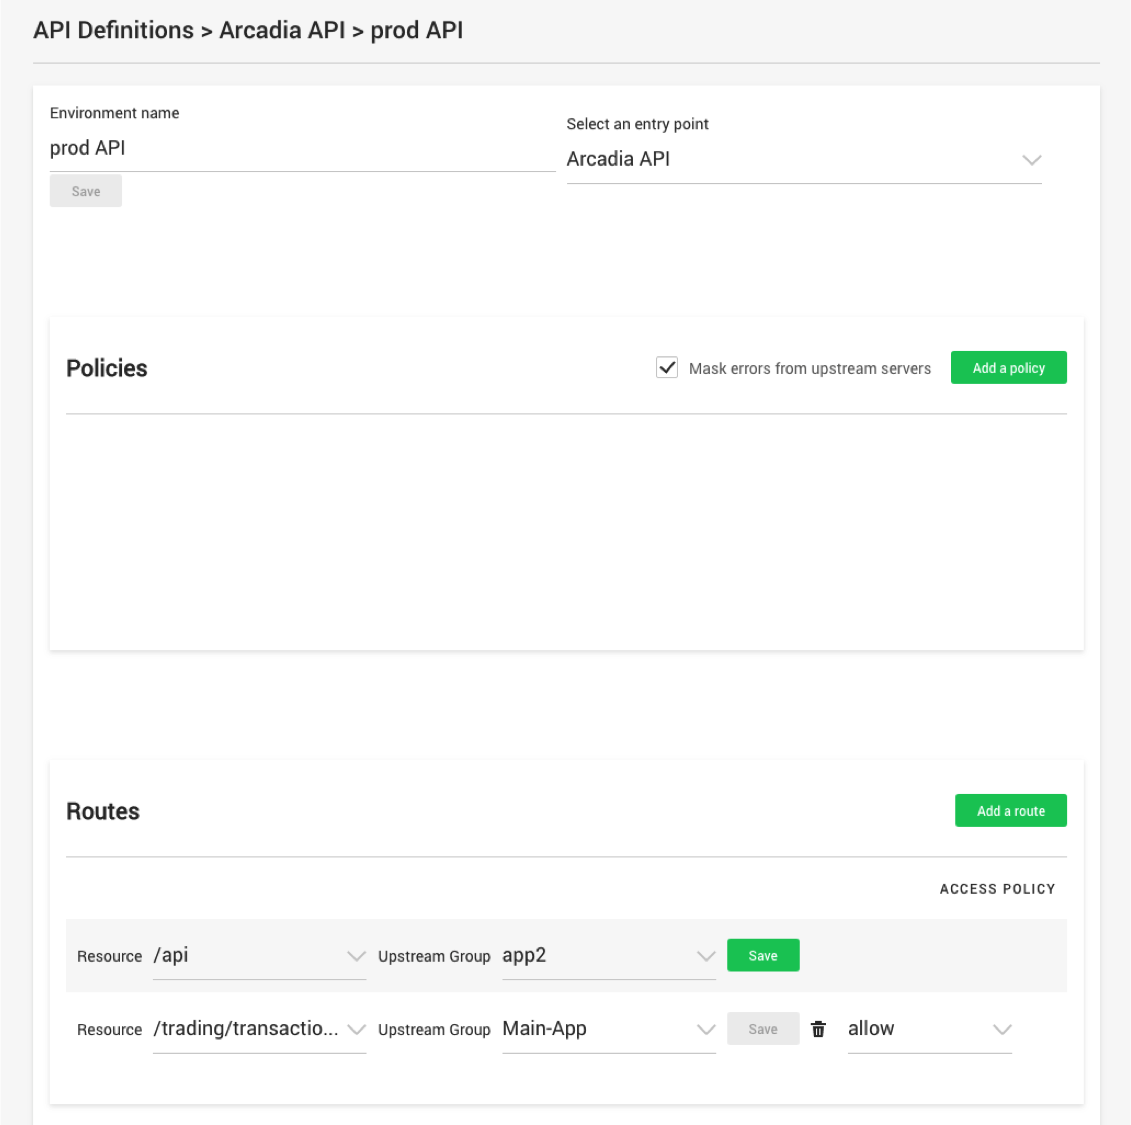 API Definitions > Arcadia API > prod API
Environment name
prod API
Save
Select an entry point
Arcadia API
Policies
Mask errors from upstream servers
Add a policy
Routes
Add a route
ACCESS POLICY
Resource /api Upstream Group app2 Save
Resource /trading/transactio... Upstream Group Main-App Save allow